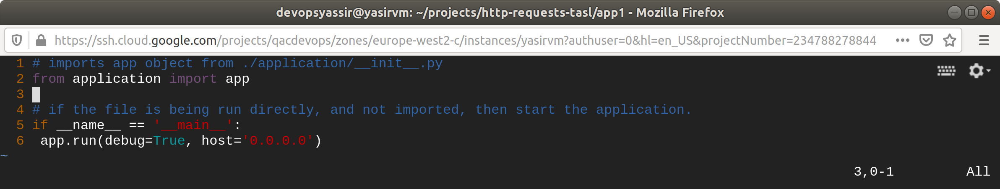 devopsyassir@yasirvm: ~/projects/http-requests-tasl/app1 - Mozilla Firefox
https://ssh.cloud.google.com/projects/qacdevops/zones/europe-west2-c/instances/yasirvm?authuser=0&hl=en_US&projectNumber=234788278844
1 # imports app object from ./application/__init__.py
2 from application import app
3
4 # if the file is being run directly, and not imported, then start the application.
5 if __name__ == '__main__':
6  app.run(debug=True, host='0.0.0.0')
~
3,0-1 All